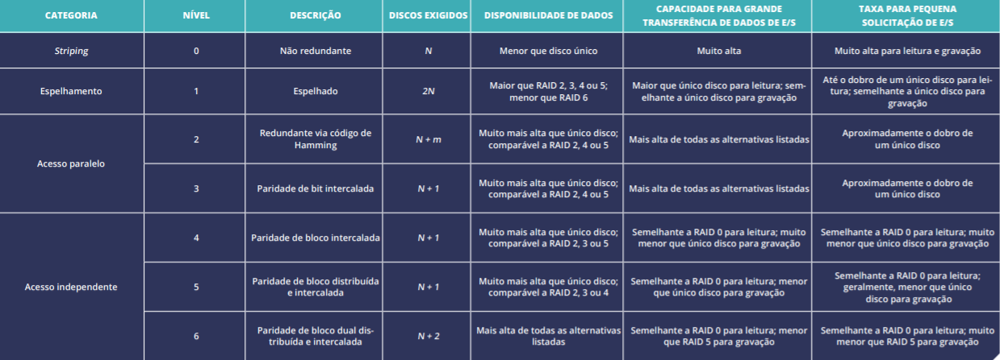 CATEGORIA
NÍVEL
DESCRIÇÃO
DISCOS EXIGIDOS
DISPONIBILIDADE DE DADOS
CAPACIDADE PARA GRANDE
TRANSFERÊNCIA DE DADOS DE E/S
TAXA PARA PEQUENA
SOLICITAÇÃO DE E/S
Striping
0
Não redundante
N
Menor que disco único
Muito alta
Muito alta para leitura e gravação
Espelhamento
1
Espelhado
2N
Maior que RAID 2, 3, 4 ou 5;
menor que RAID 6
Maior que único disco para leitura; sem-
elhante a único disco para gravação
Até o dobro de um único disco para lei-
tura; semelhante a único disco para
gravação
Acesso paralelo
2
Redundante via código de
Hamming
N + m
Muito mais alta que único disco;
comparável a RAID 2, 4 ou 5
Mais alta de todas as alternativas listadas
Aproximadamente o dobro de
um único disco
3
Paridade de bit intercalada
N + 1
Muito mais alta que único disco;
comparável a RAID 2, 4 ou 5
Mais alta de todas as alternativas listadas
Aproximadamente o dobro de
um único disco
Acesso independente
4
Paridade de bloco intercalada
N + 1
Muito mais alta que único disco;
comparável a RAID 2, 3 ou 5
Semelhante a RAID 0 para leitura; muito
menor que único disco para gravação
Semelhante a RAID 0 para leitura; muito
menor que único disco para gravação
5
Paridade de bloco distribuída
e intercalada
N + 1
Muito mais alta que único disco;
comparável a RAID 2, 3 ou 4
Semelhante a RAID 0 para leitura; menor
que único disco para gravação
Semelhante a RAID 0 para leitura;
geralmente, menor que único
disco para gravação
6
Paridade de bloco dual dis-
tribuída e intercalada
N + 2
Mais alta de todas as alternativas
listadas
Semelhante a RAID 0 para leitura; menor
que RAID 5 para gravação
Semelhante a RAID 0 para leitura; muito
menor que RAID 5 para gravação